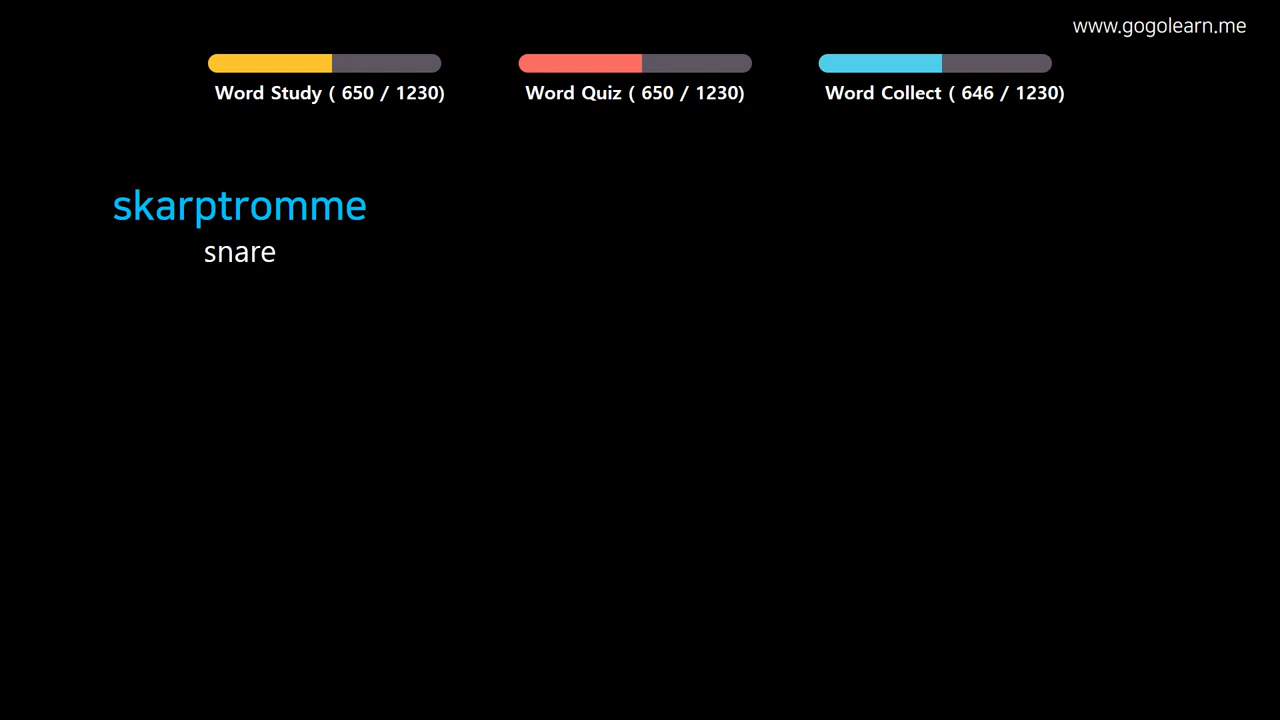 www.gogolearn.me
Word Study ( 650 / 1230)
Word Quiz ( 650 / 1230)
Word Collect ( 646 / 1230)
skarptromme
snare